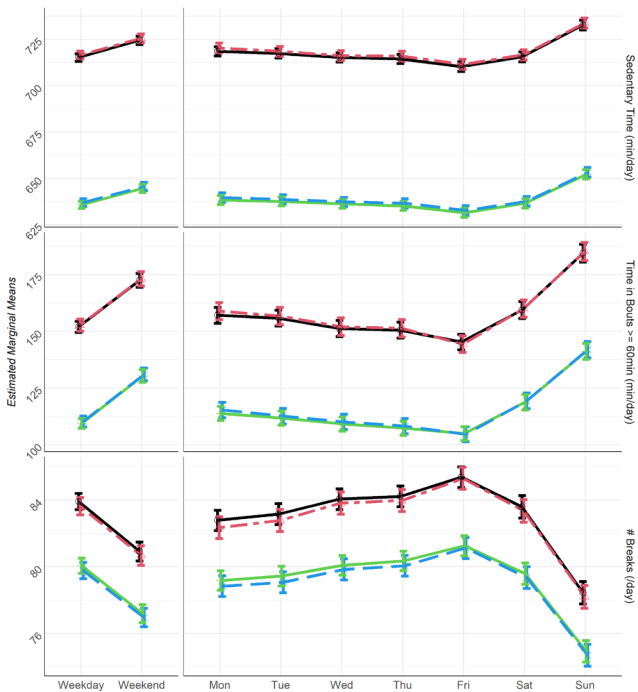 725
700
675
650
625
Sedentary Time (min/day)
175
150
125
100
Time in Bouts >= 60min (min/day)
Estimated Marginal Means
84
80
76
# Breaks (/day)
Weekday Weekend Mon Tue Wed Thu Fri Sat Sun